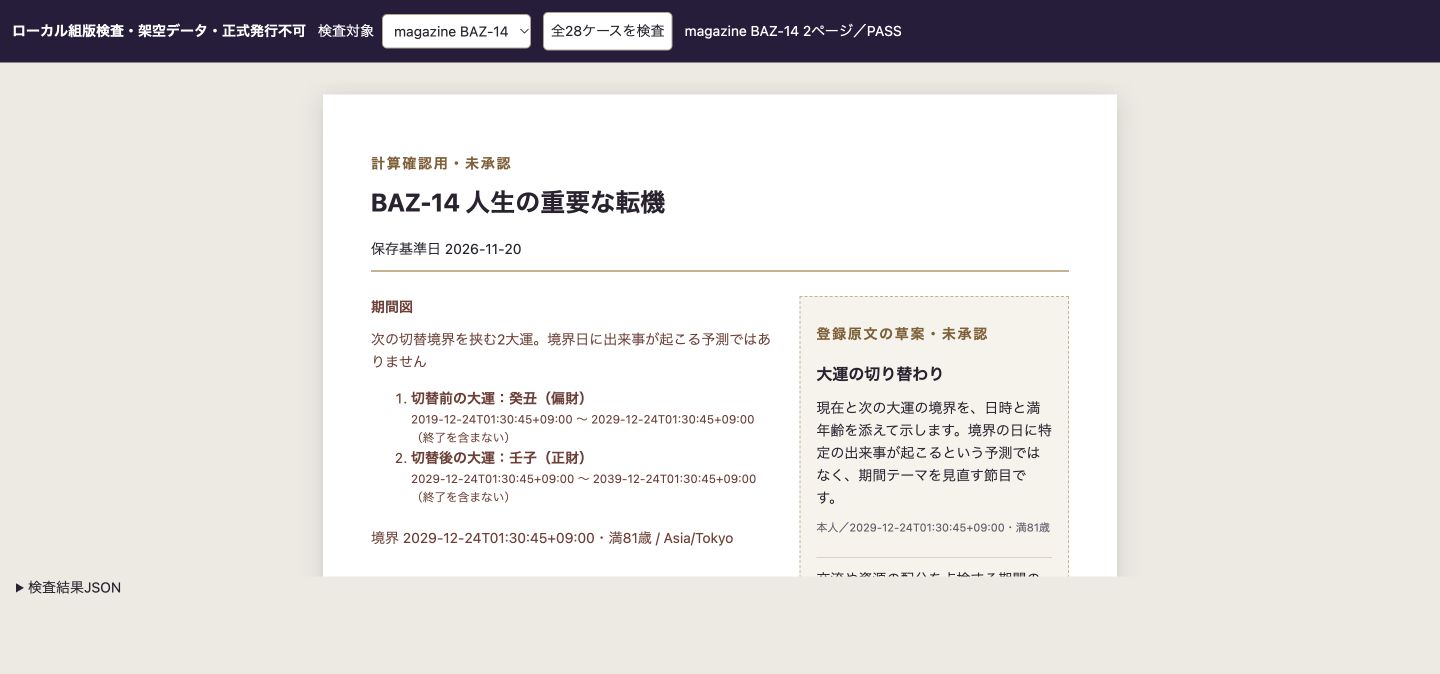 ローカル組版検査・架空データ・正式発行不可 検査対象 magazine BAZ-14 全28ケースを検査 magazine BAZ-14 2ページ／PASS
計算確認用・未承認
BAZ-14 人生の重要な転機
保存基準日 2026-11-20
期間図
次の切替境界を挟む2大運。境界日に出来事が起こる予測ではあ
りません
1. 切替前の大運：癸丑（偏財）
2019-12-24T01:30:45+09:00 〜 2029-12-24T01:30:45+09:00
（終了を含まない）
2. 切替後の大運：壬子（正財）
2029-12-24T01:30:45+09:00 〜 2039-12-24T01:30:45+09:00
（終了を含まない）
境界 2029-12-24T01:30:45+09:00・満81歳 / Asia/Tokyo
登録原文の草案・未承認
大運の切り替わり
現在と次の大運の境界を、日時と満
年齢を添えて示します。境界の日に特
定の出来事が起こるという予測では
なく、期間テーマを見直す節目で
す。
本人／2029-12-24T01:30:45+09:00・満81歳
▶ 検査結果JSON